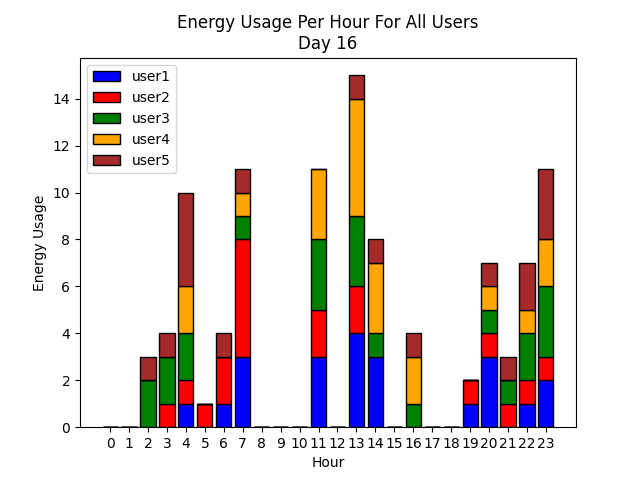 Energy Usage Per Hour For All Users
Day 16
user1
user2
user3
user4
user5
14
12
10
8
6
4
2
0
Energy Usage
0 1 2 3 4 5 6 7 8 9 10 11 12 13 14 15 16 17 18 19 20 21 22 23
Hour